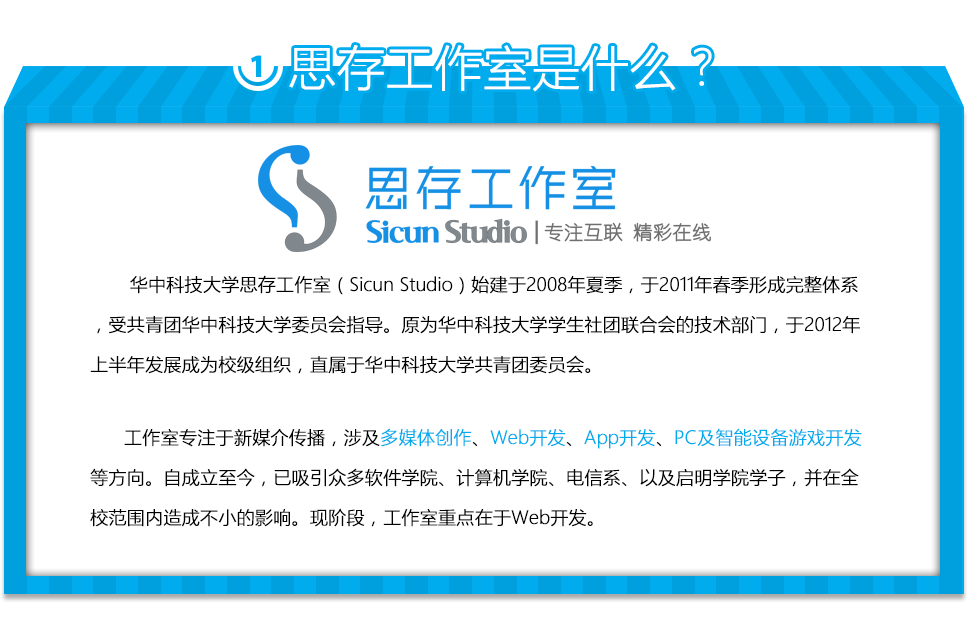 1 思存工作室是什么？
思存工作室
Sicun Studio | 专注互联 精彩在线
华中科技大学思存工作室（Sicun Studio）始建于2008年夏季，于2011年春季形成完整体系
，受共青团华中科技大学委员会指导。原为华中科技大学学生社团联合会的技术部门，于2012年
上半年发展成为校级组织，直属于华中科技大学共青团委员会。
工作室专注于新媒介传播，涉及多媒体创作、Web开发、App开发、PC及智能设备游戏开发
等方向。自成立至今，已吸引众多软件学院、计算机学院、电信系、以及启明学院学子，并在全
校范围内造成不小的影响。现阶段，工作室重点在于Web开发。